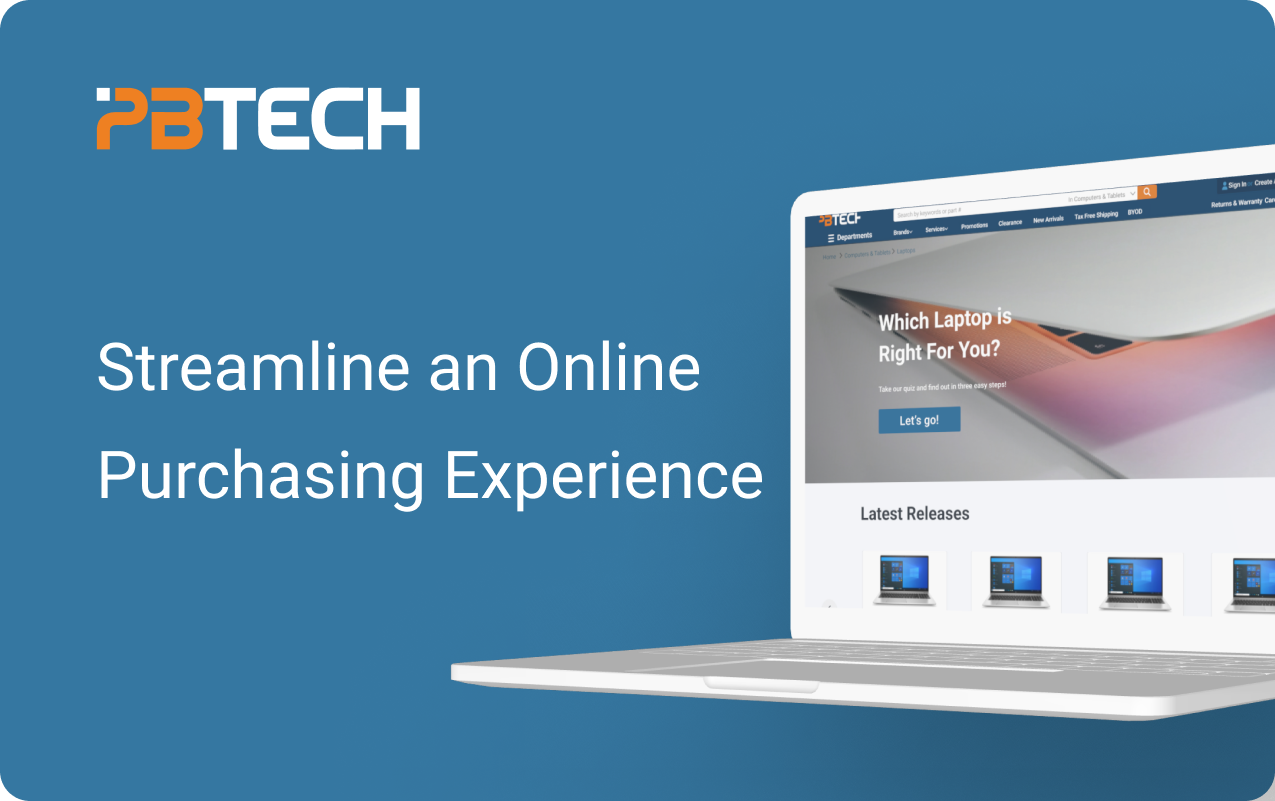 PBTECH
Streamline an Online
Purchasing Experience
PBTECH
Search by keywords or part #
in Computers & Tablets
Sign In or Create
Departments
Brands
Services
Promotions
Clearance
New Arrivals
Tax Free Shipping
BYOD
Returns & Warranty
Home > Computers & Tablets > Laptops
Which Laptop is
Right For You?
Take our quiz and find out in three easy steps!
Let's go!
Latest Releases